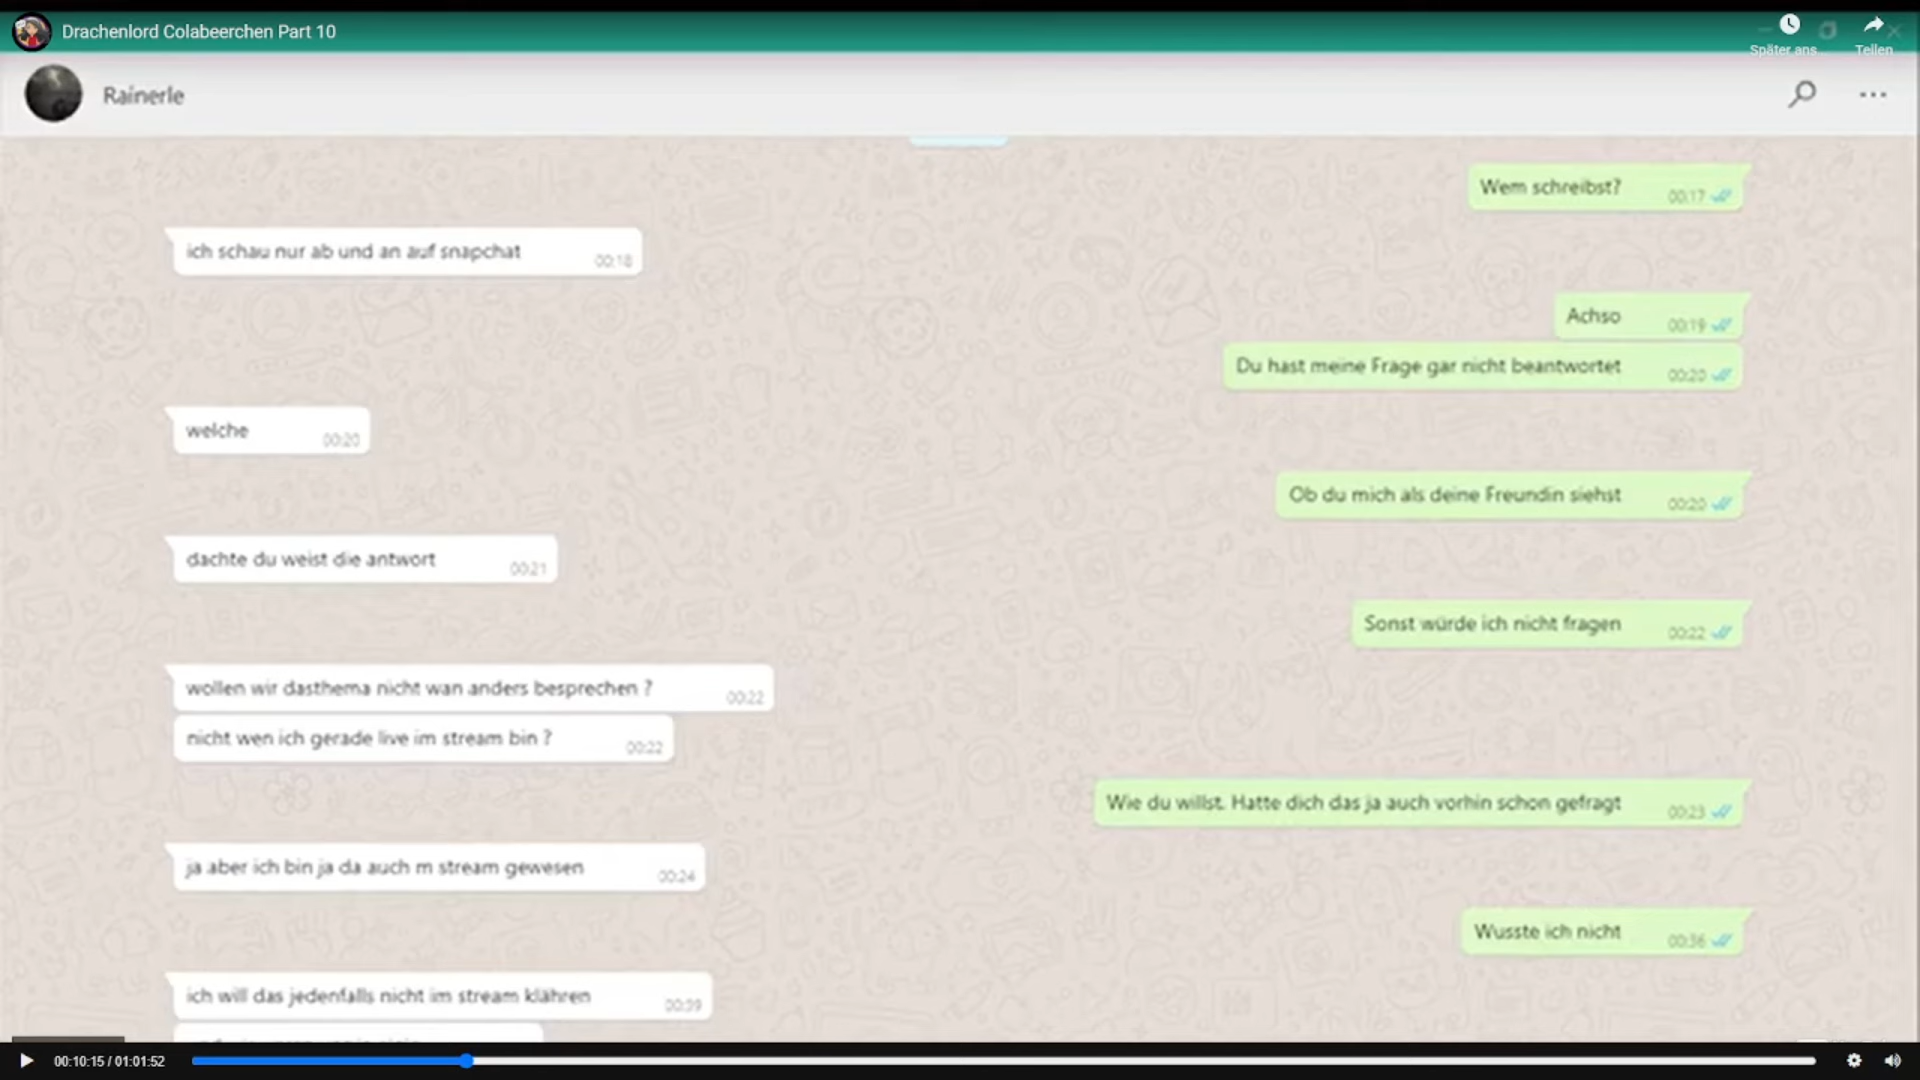 Drachenlord Colabeerchen Part 10
Später ans...
Teilen
Rainerle
Wem schreibst? 00:17
ich schau nur ab und an auf snapchat 00:18
Achso 00:19
Du hast meine Frage gar nicht beantwortet 00:20
welche 00:20
Ob du mich als deine Freundin siehst 00:20
dachte du weist die antwort 00:21
Sonst würde ich nicht fragen 00:22
wollen wir dasthema nicht wan anders besprechen ? 00:22
nicht wen ich gerade live im stream bin ? 00:22
Wie du willst. Hatte dich das ja auch vorhin schon gefragt 00:23
ja aber ich bin ja da auch m stream gewesen 00:24
Wusste ich nicht 00:36
ich will das jedenfalls nicht im stream klähren 00:39
00:10:15 / 01:01:52